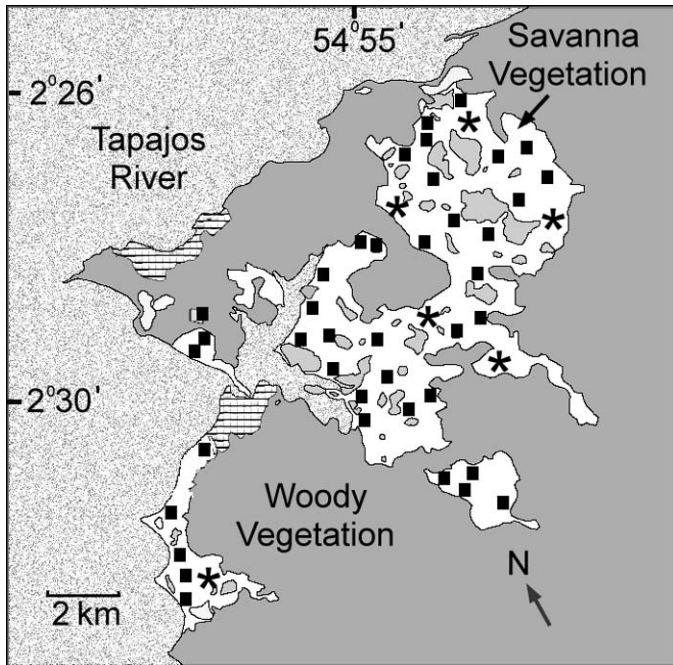 54°55'
Savanna
Vegetation
2°26'
Tapajos
River
2°30'
Woody
Vegetation
N
2 km